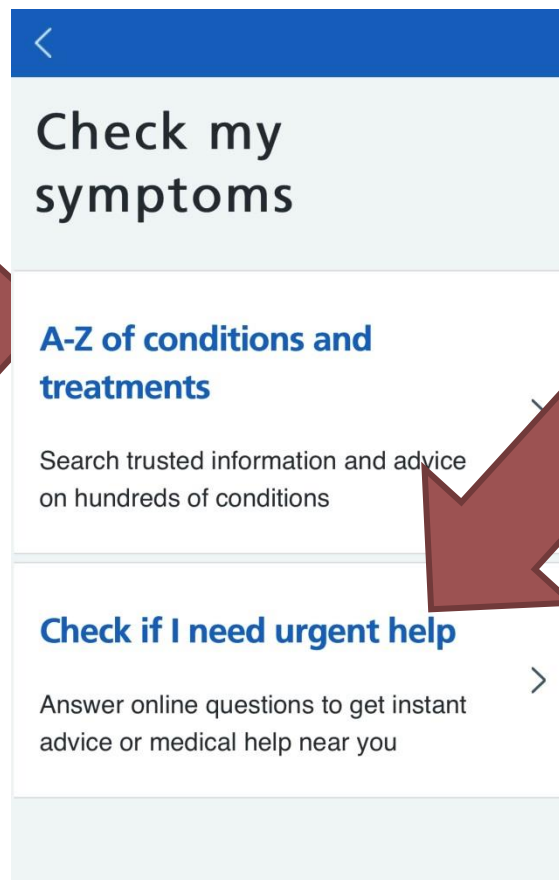 Check my
symptoms
A-Z of conditions and
treatments
Search trusted information and advice
on hundreds of conditions
Check if I need urgent help
Answer online questions to get instant
advice or medical help near you